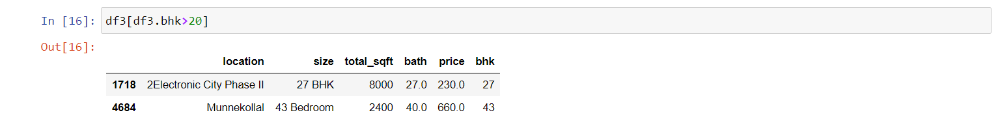 In [16]: df3[df3.bhk>20]
Out[16]:
location size total_sqft bath price bhk
1718 2Electronic City Phase II 27 BHK 8000 27.0 230.0 27
4684 Munnekollal 43 Bedroom 2400 40.0 660.0 43